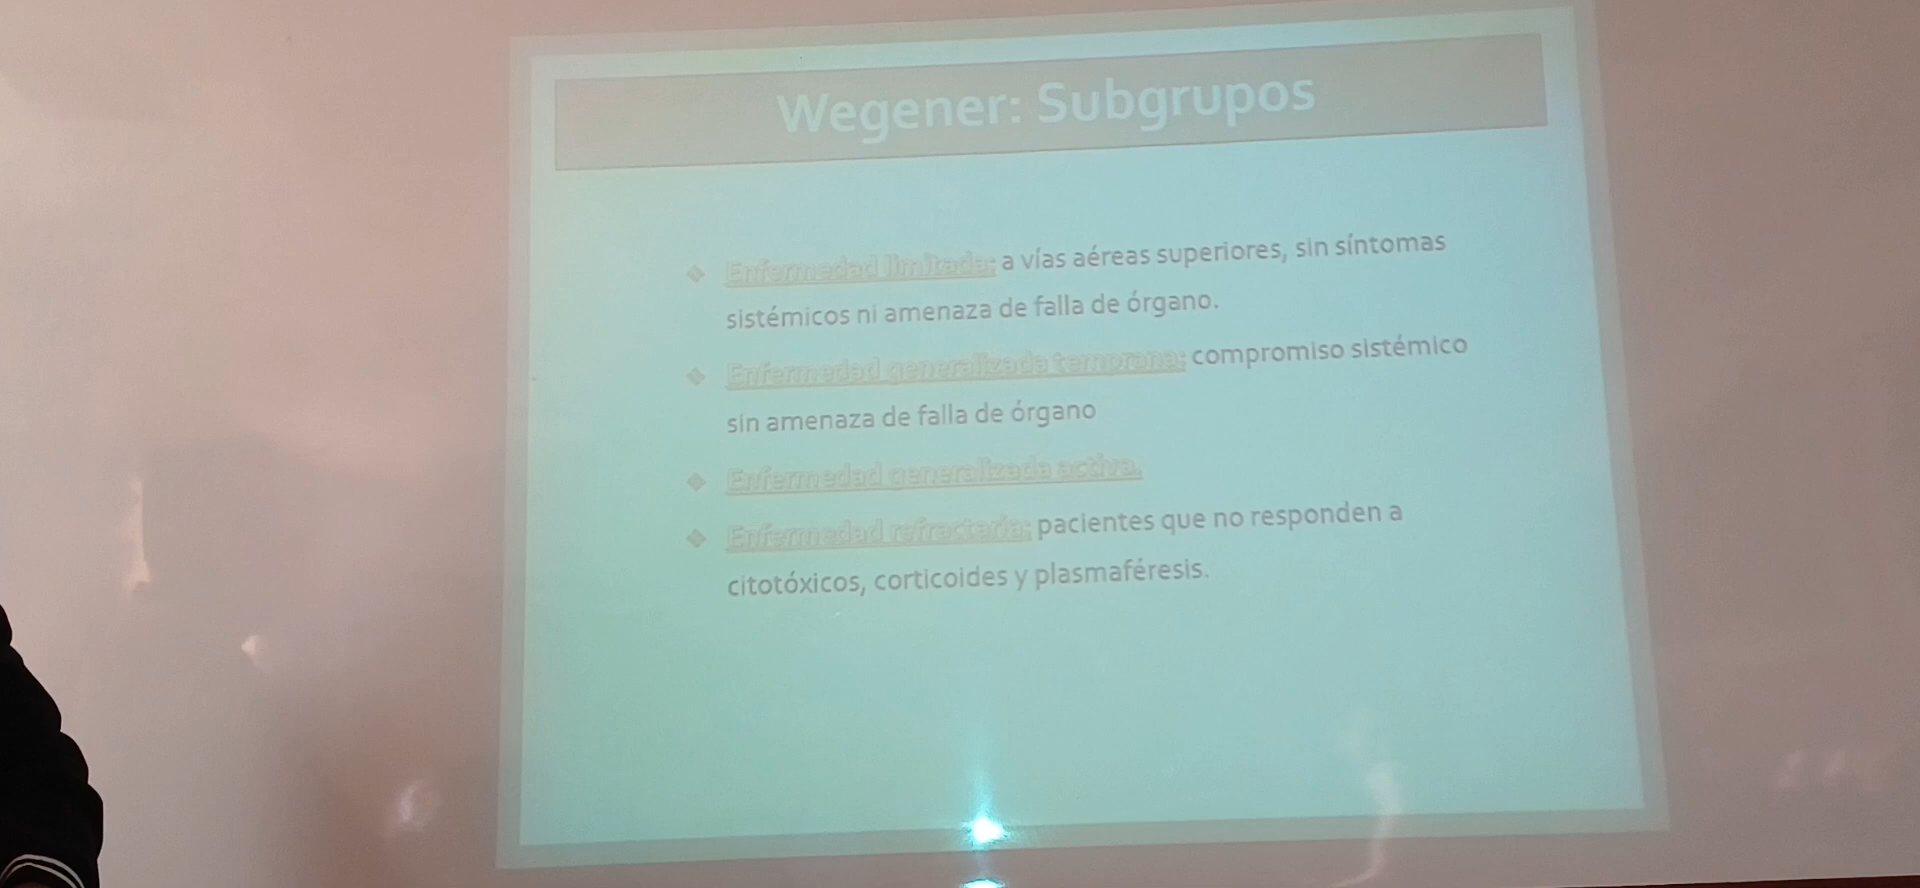 Wegener: Subgrupos
❖ Enfermedad limitada: a vías aéreas superiores, sin síntomas
sistémicos ni amenaza de falla de órgano.
❖ Enfermedad generalizada temprana: compromiso sistémico
sin amenaza de falla de órgano
❖ Enfermedad generalizada activa.
❖ Enfermedad refractaria: pacientes que no responden a
citotóxicos, corticoides y plasmaféresis.